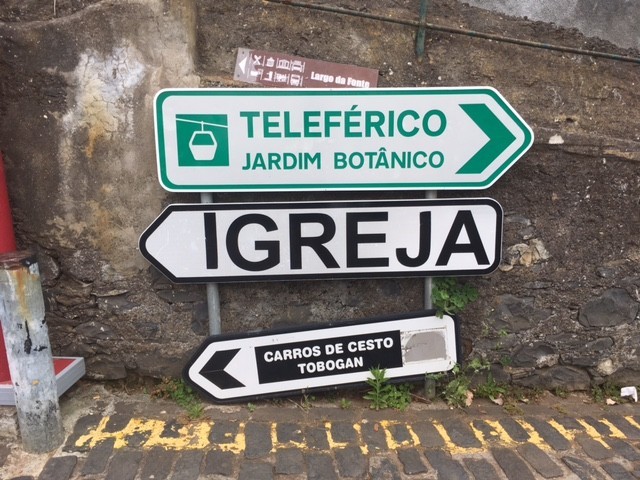 Largo da Fonte
TELEFÉRICO
JARDIM BOTÂNICO
IGREJA
CARROS DE CESTO
TOBOGAN